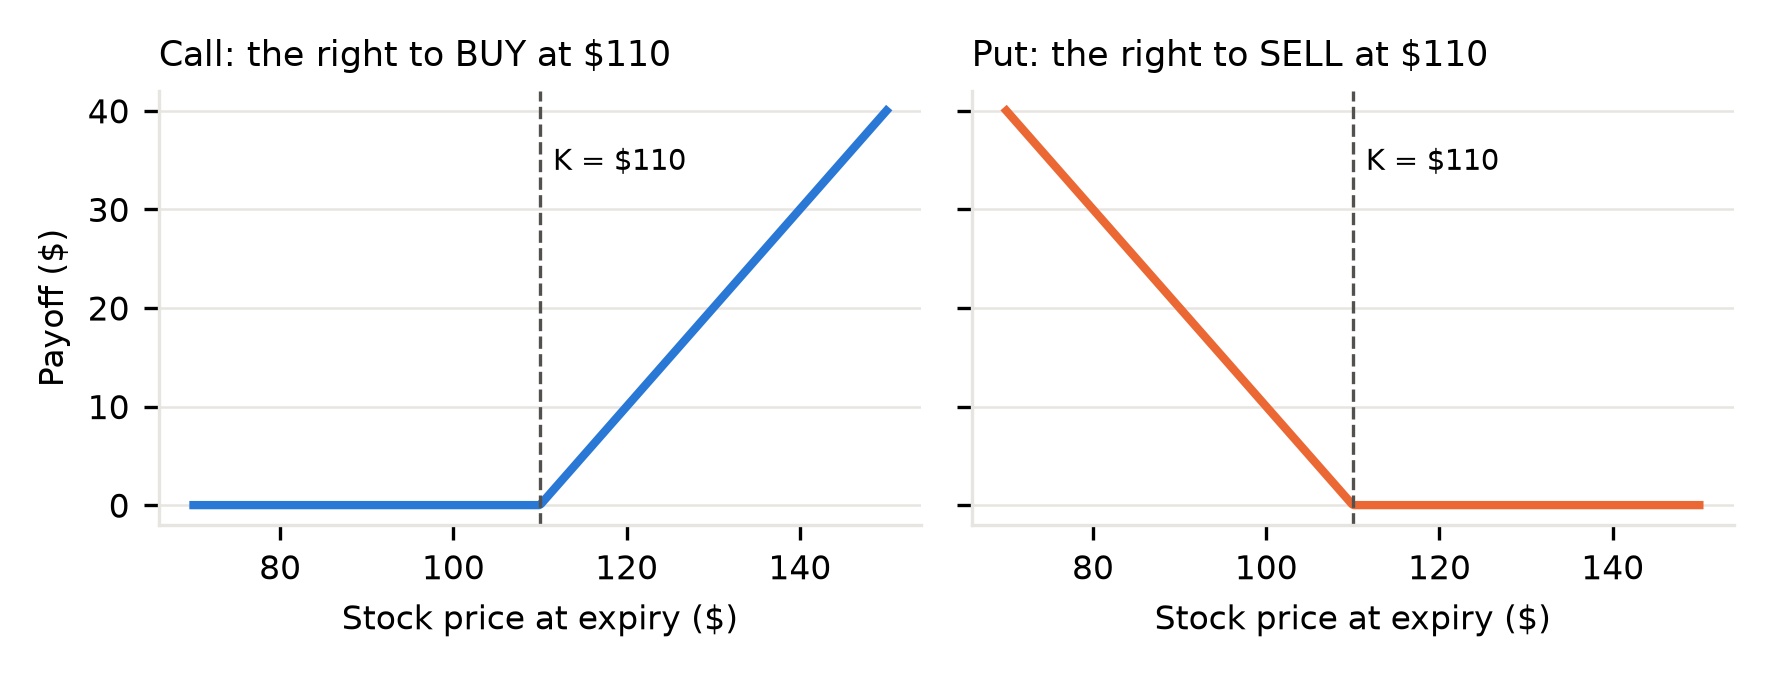 Call: the right to BUY at $110
Put: the right to SELL at $110
Payoff ($)
40
30
20
10
0
K = $110
K = $110
80 100 120 140
80 100 120 140
Stock price at expiry ($)
Stock price at expiry ($)